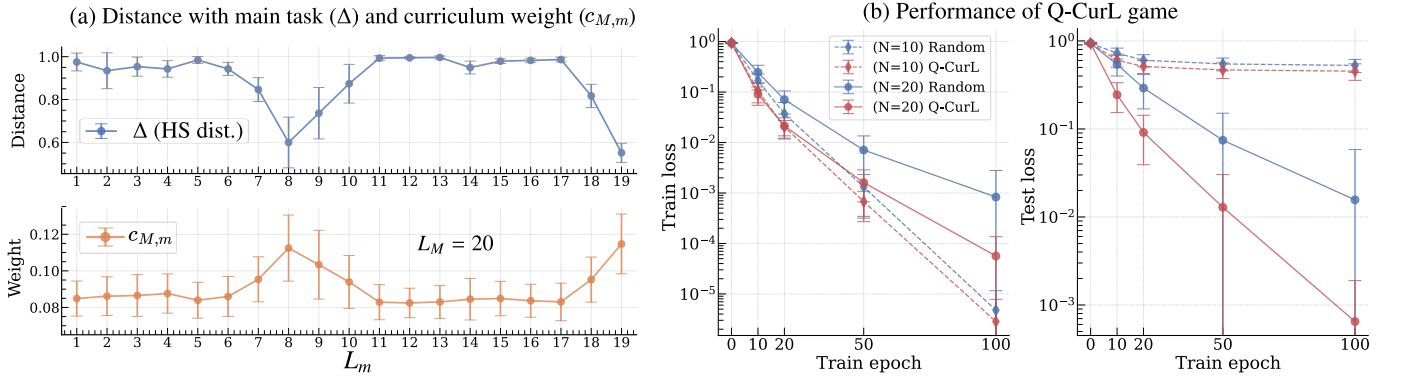 (a) Distance with main task (Δ) and curriculum weight (c_{M,m})
Distance
1.0
0.8
0.6
Δ (HS dist.)
1 2 3 4 5 6 7 8 9 10 11 12 13 14 15 16 17 18 19
Weight
0.12
0.10
0.08
c_{M,m}
L_M = 20
1 2 3 4 5 6 7 8 9 10 11 12 13 14 15 16 17 18 19
L_m
(b) Performance of Q-CurL game
Train loss
10^0
10^{-1}
10^{-2}
10^{-3}
10^{-4}
10^{-5}
(N=10) Random
(N=10) Q-CurL
(N=20) Random
(N=20) Q-CurL
0 10 20 50 100
Train epoch
Test loss
10^0
10^{-1}
10^{-2}
10^{-3}
0 10 20 50 100
Train epoch